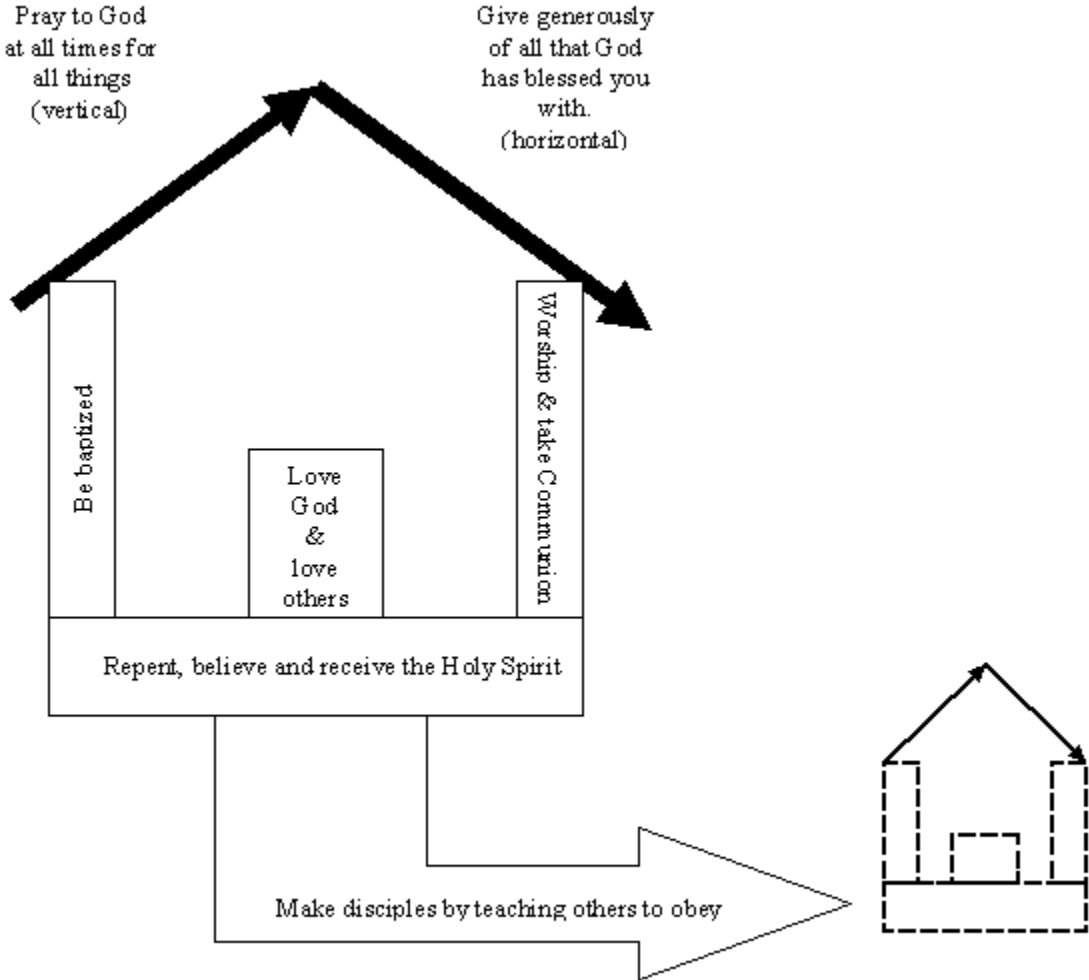 Pray to God
at all times for
all things
(vertical)
Give generously
of all that God
has blessed you
with.
(horizontal)
Be baptized
Love
God
&
love
others
Worship & take Communion
Repent, believe and receive the Holy Spirit
Make disciples by teaching others to obey